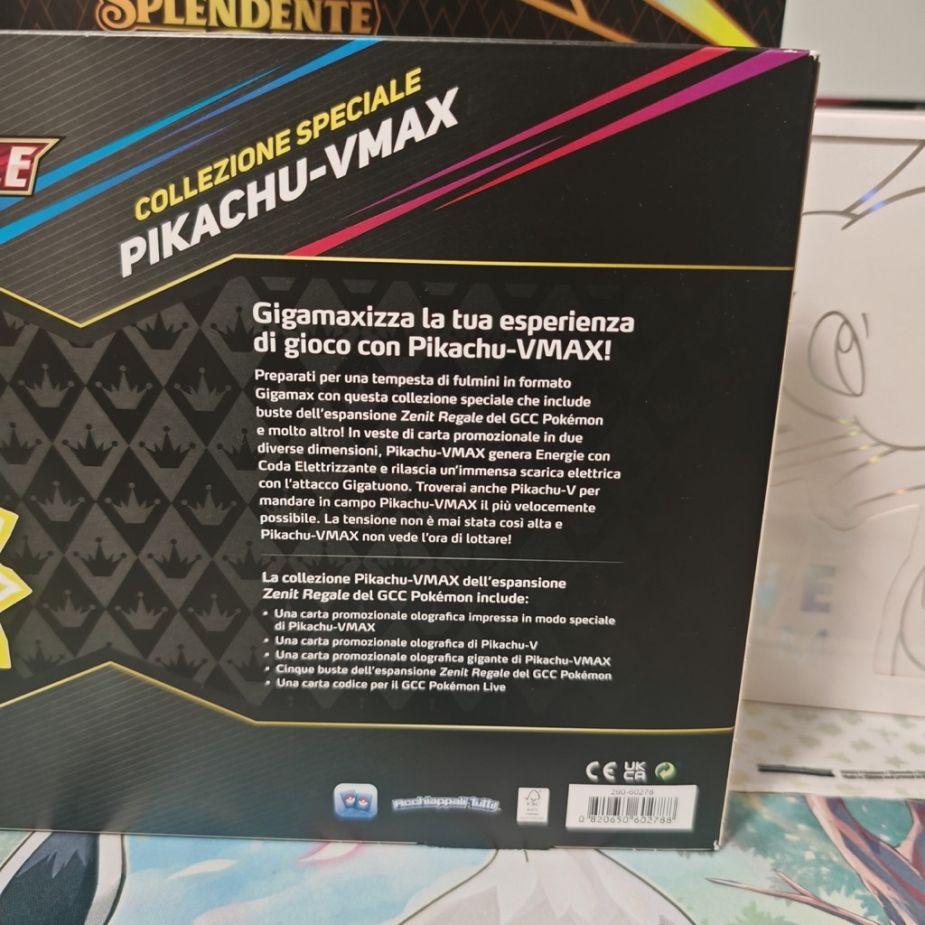 SPLENDENTE
LE
COLLEZIONE SPECIALE
PIKACHU-VMAX
Gigamaxizza la tua esperienza
di gioco con Pikachu-VMAX!
Preparati per una tempesta di fulmini in formato
Gigamax con questa collezione speciale che include
buste dell'espansione Zenit Regale del GCC Pokémon
e molto altro! In veste di carta promozionale in due
diverse dimensioni, Pikachu-VMAX genera Energie con
Coda Elettrizzante e rilascia un'immensa scarica elettrica
con l'attacco Gigatuono. Troverai anche Pikachu-V per
mandare in campo Pikachu-VMAX il più velocemente
possibile. La tensione non è mai stata così alta e
Pikachu-VMAX non vede l'ora di lottare!
La collezione Pikachu-VMAX dell'espansione
Zenit Regale del GCC Pokémon include:
• Una carta promozionale olografica impressa in modo speciale
di Pikachu-VMAX
• Una carta promozionale olografica di Pikachu-V
• Una carta promozionale olografica gigante di Pikachu-VMAX
• Cinque buste dell'espansione Zenit Regale del GCC Pokémon
• Una carta codice per il GCC Pokémon Live
CE UK
CA
Acchiappali Tutti!
290-60278
0 820650 602788